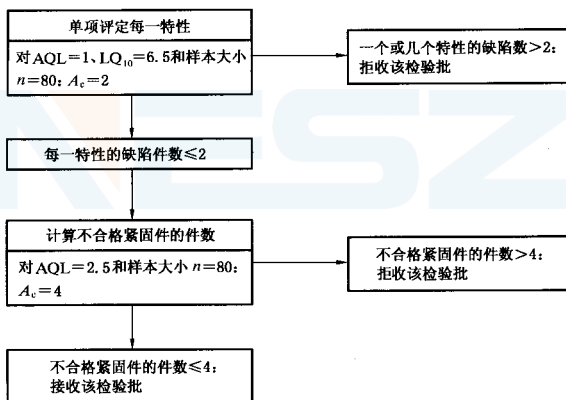 单项评定每一特性
对AQL=1、LQ₁₀=6.5和样本大小
n=80；A_c=2
一个或几个特性的缺陷数>2：
拒收该检验批
每一特性的缺陷件数≤2
计算不合格紧固件的件数
对AQL=2.5和样本大小 n=80：
A_c=4
不合格紧固件的件数>4：
拒收该检验批
不合格紧固件的件数≤4：
接收该检验批
NESZ